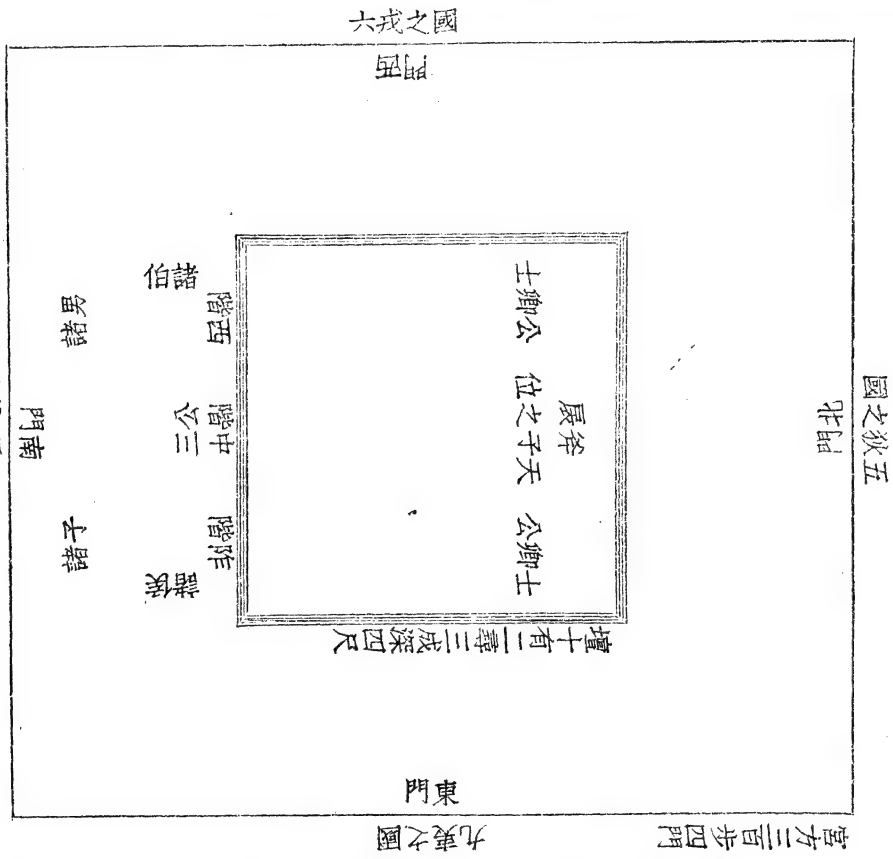 六戎之國
西門
五狄之國
北門
斧扆
公卿士
天子之位
公卿士
西階
中階
阼階
諸伯
三公
諸侯
諸男
諸子
南門
壇十有二尋三成深四尺
東門
九夷之國
宮方三百步四門